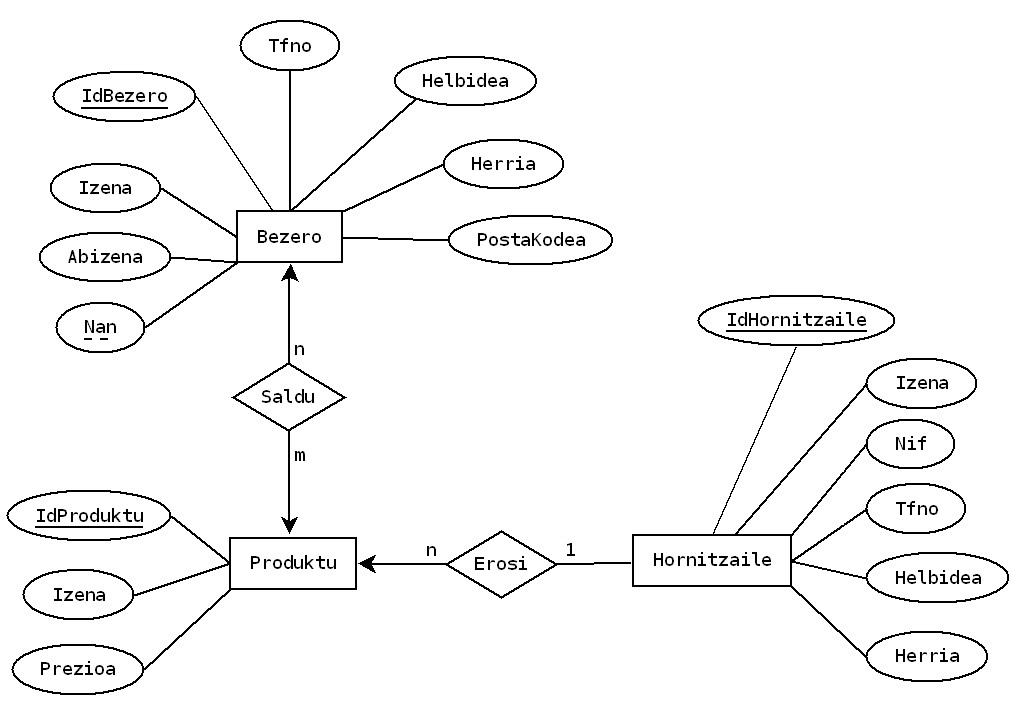 Tfno
Helbidea
IdBezero
Herria
Izena
Bezero
PostaKodea
Abizena
Nan
n
Saldu
m
IdHornitzaile
Izena
Nif
Tfno
IdProduktu
n
1
Produktu
Erosi
Hornitzaile
Helbidea
Izena
Herria
Prezioa